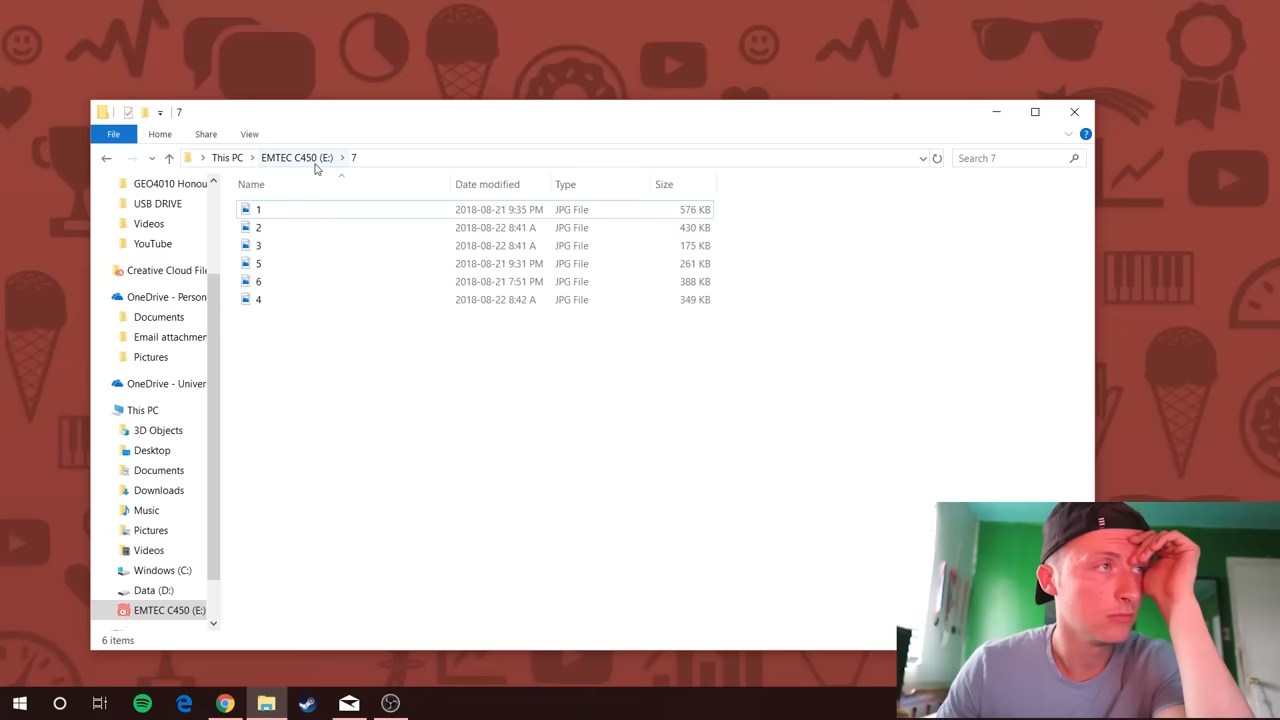 7
File Home Share View
This PC EMTEC C450 (E:) 7 Search 7
Name Date modified Type Size
1 2018-08-21 9:35 PM JPG File 576 KB
2 2018-08-22 8:41 A JPG File 430 KB
3 2018-08-22 8:41 A JPG File 175 KB
5 2018-08-21 9:31 PM JPG File 261 KB
6 2018-08-21 7:51 PM JPG File 388 KB
4 2018-08-22 8:42 A JPG File 349 KB
GEO4010 Honou
USB DRIVE
Videos
YouTube
Creative Cloud File
OneDrive - Person
Documents
Email attachmen
Pictures
OneDrive - Univer
This PC
3D Objects
Desktop
Documents
Downloads
Music
Pictures
Videos
Windows (C:)
Data (D:)
EMTEC C450 (E:)
6 items